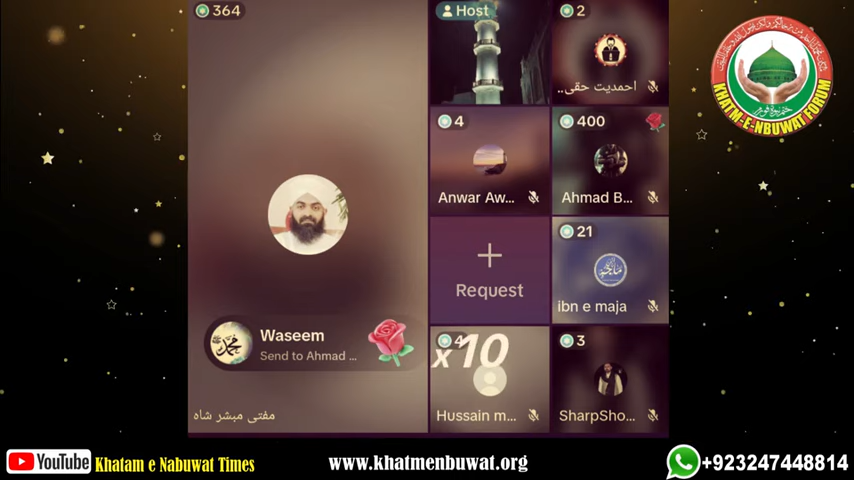 364
Host
2
احمدیت حقی..
4
Anwar Aw...
400
Ahmad B...
+
Request
21
ibn e maja
Waseem
Send to Ahmad ...
مفتی مبشر شاہ
x10
4
Hussain m...
3
SharpSho...
KHATM-E-NBUWAT FORUM
YouTube Khatam e Nabuwat Times
www.khatmenbuwat.org
+923247448814